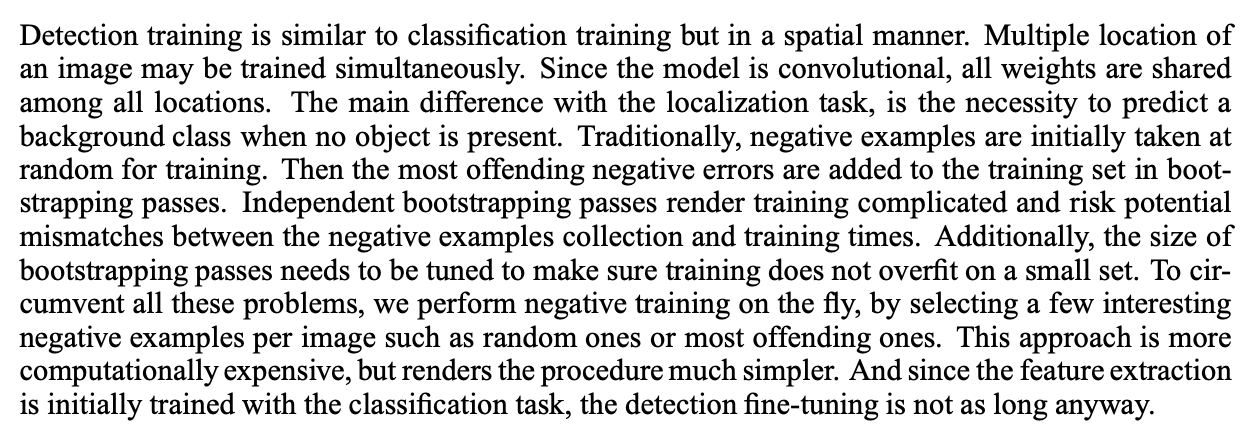 Detection training is similar to classification training but in a spatial manner. Multiple location of
an image may be trained simultaneously. Since the model is convolutional, all weights are shared
among all locations. The main difference with the localization task, is the necessity to predict a
background class when no object is present. Traditionally, negative examples are initially taken at
random for training. Then the most offending negative errors are added to the training set in boot-
strapping passes. Independent bootstrapping passes render training complicated and risk potential
mismatches between the negative examples collection and training times. Additionally, the size of
bootstrapping passes needs to be tuned to make sure training does not overfit on a small set. To cir-
cumvent all these problems, we perform negative training on the fly, by selecting a few interesting
negative examples per image such as random ones or most offending ones. This approach is more
computationally expensive, but renders the procedure much simpler. And since the feature extraction
is initially trained with the classification task, the detection fine-tuning is not as long anyway.